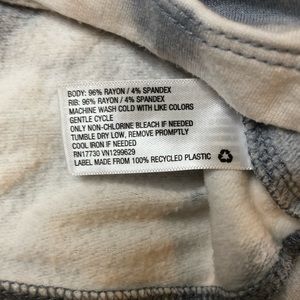 BODY: 96% RAYON / 4% SPANDEX
RIB: 96% RAYON / 4% SPANDEX
MACHINE WASH COLD WITH LIKE COLORS
GENTLE CYCLE
ONLY NON-CHLORINE BLEACH IF NEEDED
TUMBLE DRY LOW, REMOVE PROMPTLY
COOL IRON IF NEEDED
RN17730 VN1299629
LABEL MADE FROM 100% RECYCLED PLASTIC